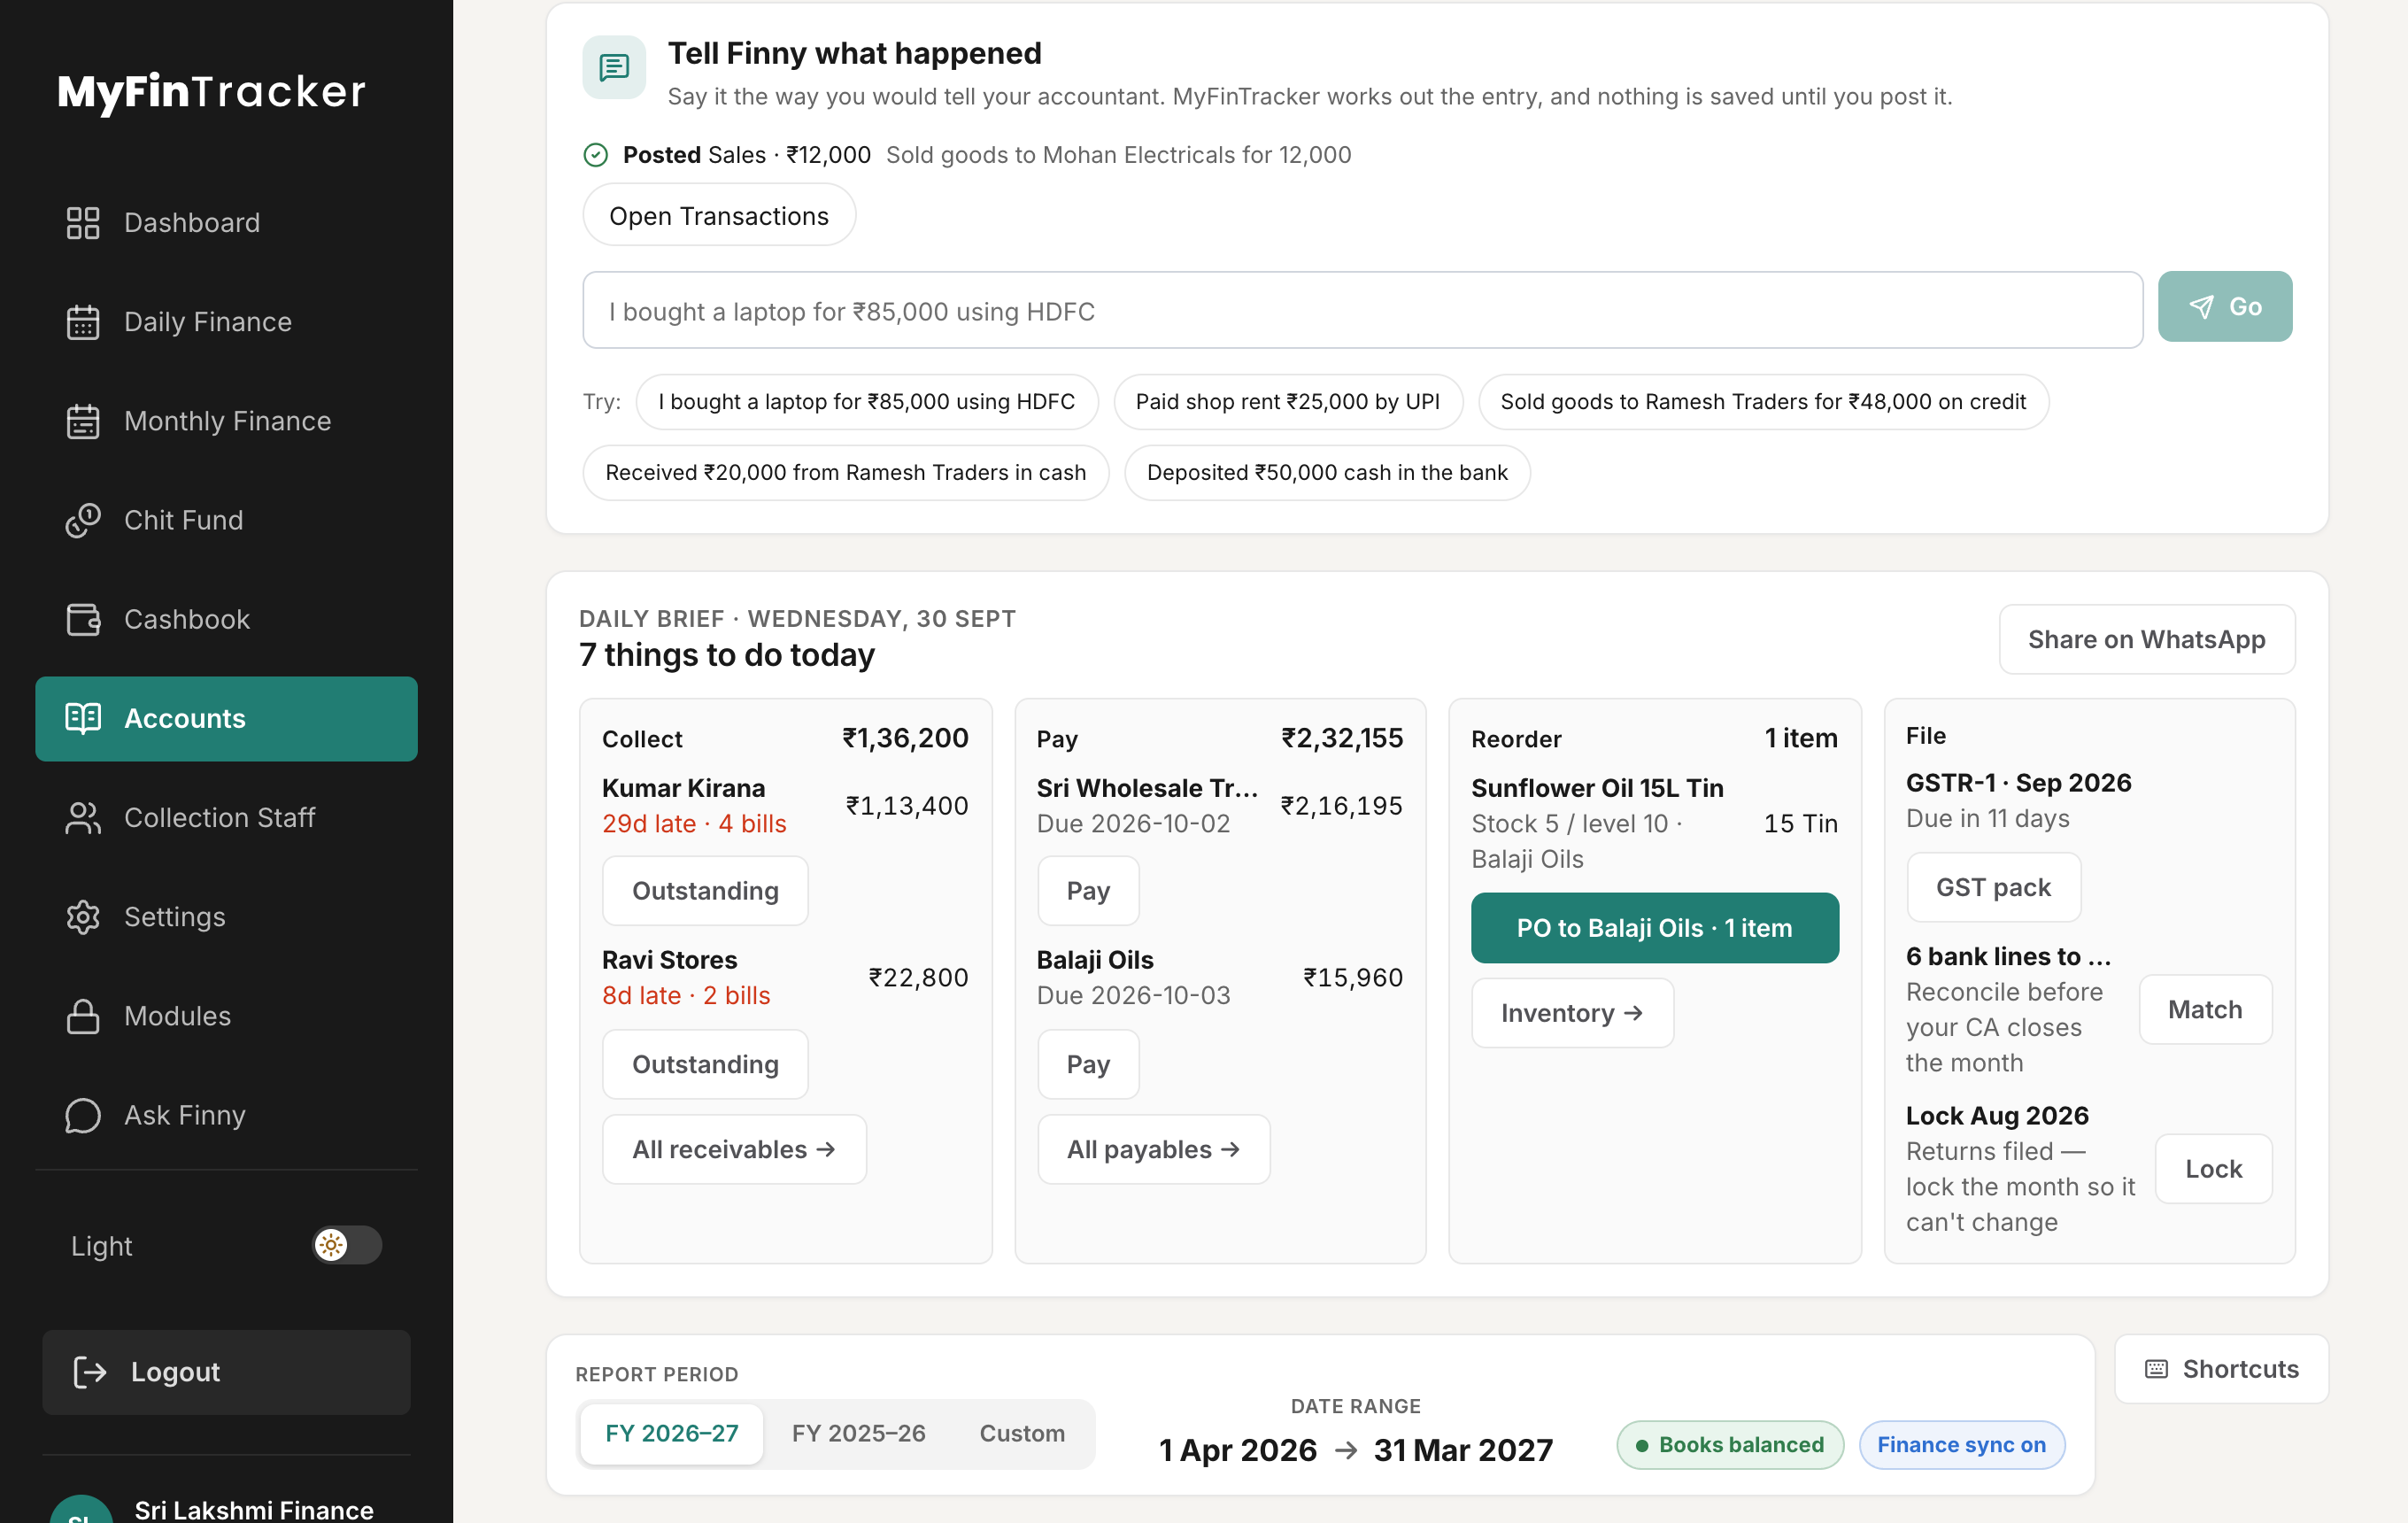 MyFinTracker
Dashboard
Daily Finance
Monthly Finance
Chit Fund
Cashbook
Accounts
Collection Staff
Settings
Modules
Ask Finny
Light
Logout
Sri Lakshmi Finance
Tell Finny what happened
Say it the way you would tell your accountant. MyFinTracker works out the entry, and nothing is saved until you post it.
Posted Sales · ₹12,000 Sold goods to Mohan Electricals for 12,000
Open Transactions
I bought a laptop for ₹85,000 using HDFC
Go
Try: I bought a laptop for ₹85,000 using HDFC Paid shop rent ₹25,000 by UPI Sold goods to Ramesh Traders for ₹48,000 on credit
Received ₹20,000 from Ramesh Traders in cash Deposited ₹50,000 cash in the bank
DAILY BRIEF · WEDNESDAY, 30 SEPT
7 things to do today
Share on WhatsApp
Collect ₹1,36,200
Kumar Kirana
29d late · 4 bills
₹1,13,400
Outstanding
Ravi Stores
8d late · 2 bills
₹22,800
Outstanding
All receivables →
Pay ₹2,32,155
Sri Wholesale Tr...
Due 2026-10-02
₹2,16,195
Pay
Balaji Oils
Due 2026-10-03
₹15,960
Pay
All payables →
Reorder 1 item
Sunflower Oil 15L Tin
Stock 5 / level 10 ·
Balaji Oils
15 Tin
PO to Balaji Oils · 1 item
Inventory →
File
GSTR-1 · Sep 2026
Due in 11 days
GST pack
6 bank lines to ...
Reconcile before
your CA closes
the month
Match
Lock Aug 2026
Returns filed —
lock the month so it
can't change
Lock
REPORT PERIOD
FY 2026–27 FY 2025–26 Custom
DATE RANGE
1 Apr 2026 → 31 Mar 2027
Books balanced
Finance sync on
Shortcuts